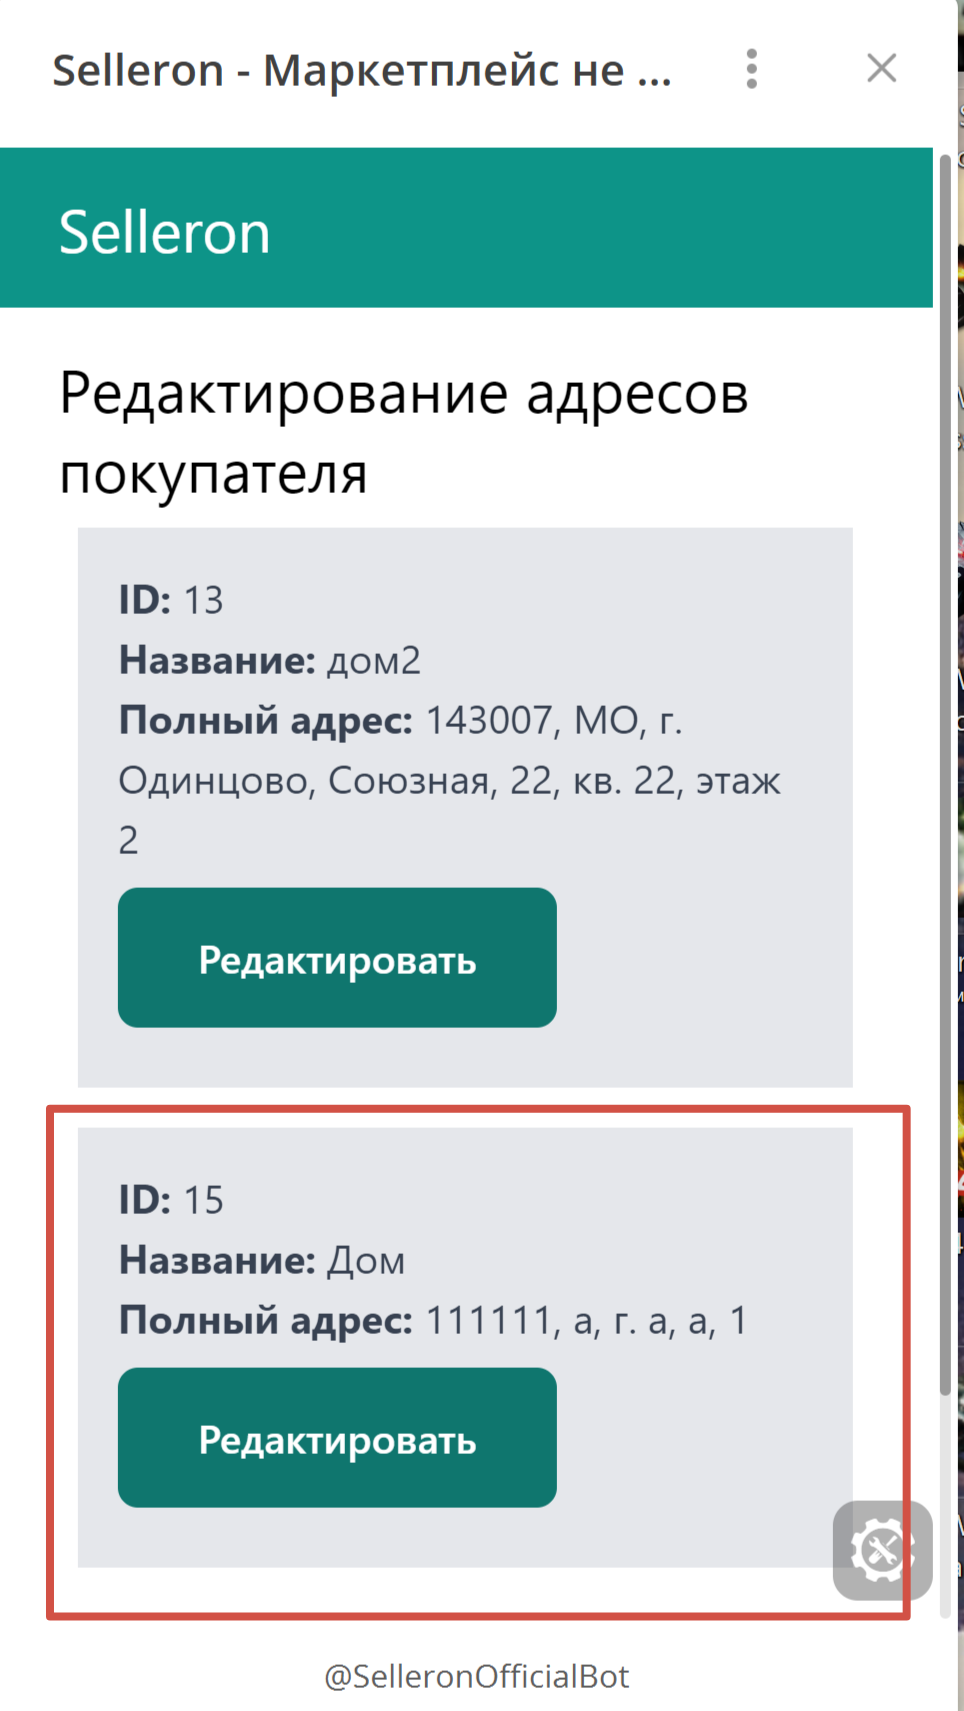 Selleron - Маркетплейс не ...
Selleron
Редактирование адресов
покупателя
ID: 13
Название: дом2
Полный адрес: 143007, МО, г.
Одинцово, Союзная, 22, кв. 22, этаж
2
Редактировать
ID: 15
Название: Дом
Полный адрес: 111111, а, г. а, а, 1
Редактировать
@SelleronOfficialBot